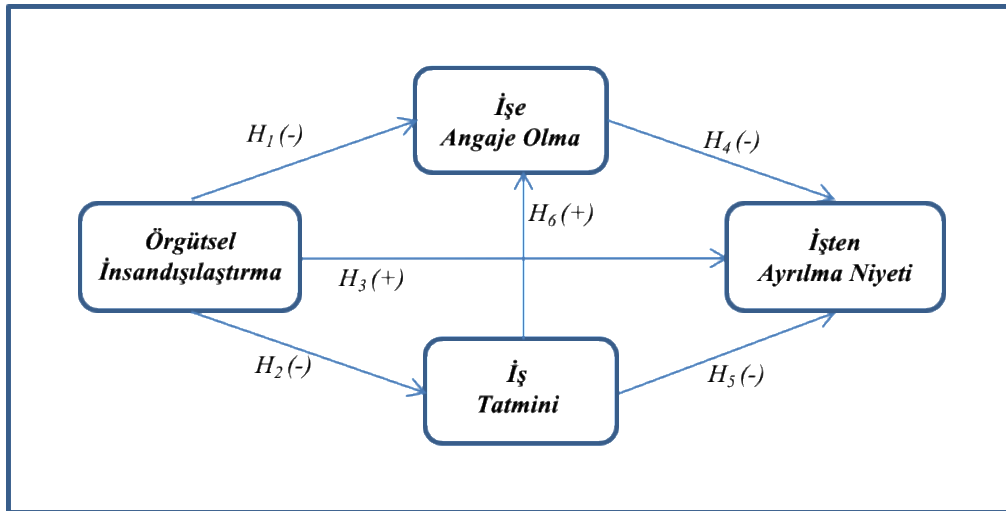 İşe
Angaje Olma
H1 (-)
H4 (-)
H6 (+)
Örgütsel
İnsandışılaştırma
İşten
Ayrılma Niyeti
H3 (+)
H2 (-)
İş
Tatmini
H5 (-)